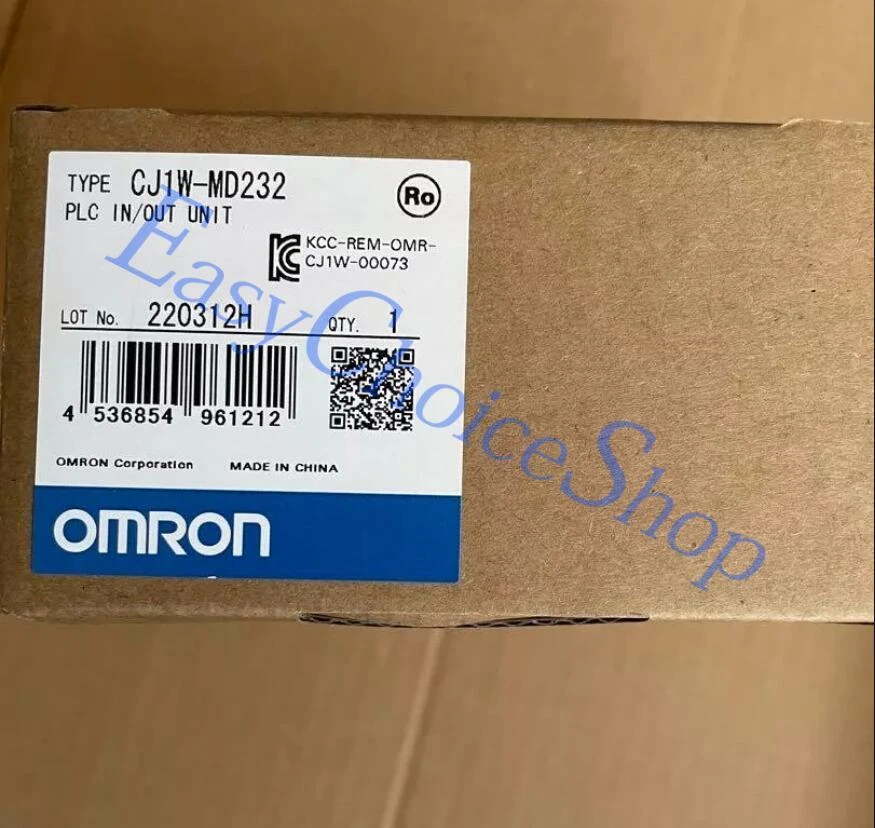 TYPE CJ1W-MD232
PLC IN/OUT UNIT
Ro
KCC-REM-OMR-
CJ1W-00073
LOT No. 220312H QTY. 1
4 536854 961212
OMRON Corporation MADE IN CHINA
OMRON
EasyChoiceShop